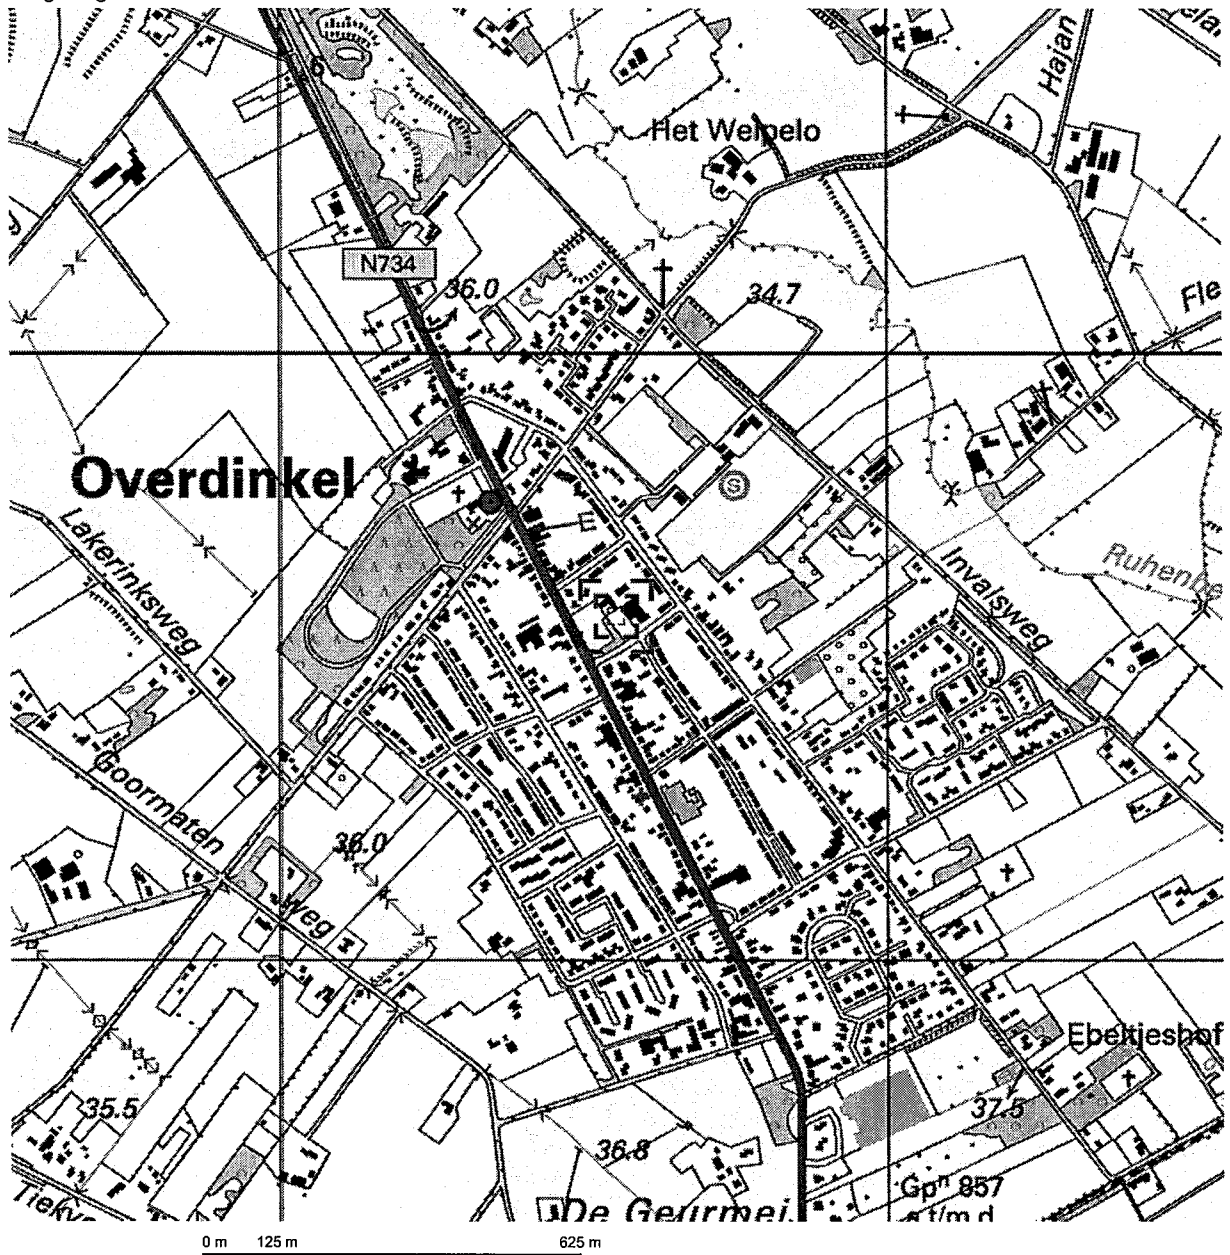 Hajan
Het Welpelo
N734
36.0
34.7
Fle
Overdinkel
S
Lakerinksweg
E
Invalsweg
Ruhenbe
Goormaten
weg
36.0
Ebeltjeshof
35.5
37.5
36.8
Gpⁿ 857
a t/m d
De Geurmei
Tiekve
0 m 125 m 625 m